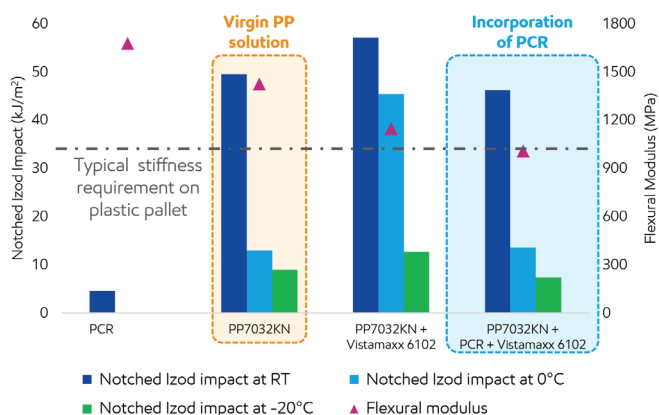 Virgin PP
solution
Incorporation
of PCR
Notched Izod Impact (kJ/m²)
60
50
40
30
20
10
0
Flexural Modulus (MPa)
1800
1500
1200
900
600
300
0
Typical stiffness
requirement on
plastic pallet
PCR
PP7032KN
PP7032KN +
Vistamaxx 6102
PP7032KN +
PCR + Vistamaxx 6102
Notched Izod impact at RT
Notched Izod impact at 0°C
Notched Izod impact at -20°C
Flexural modulus